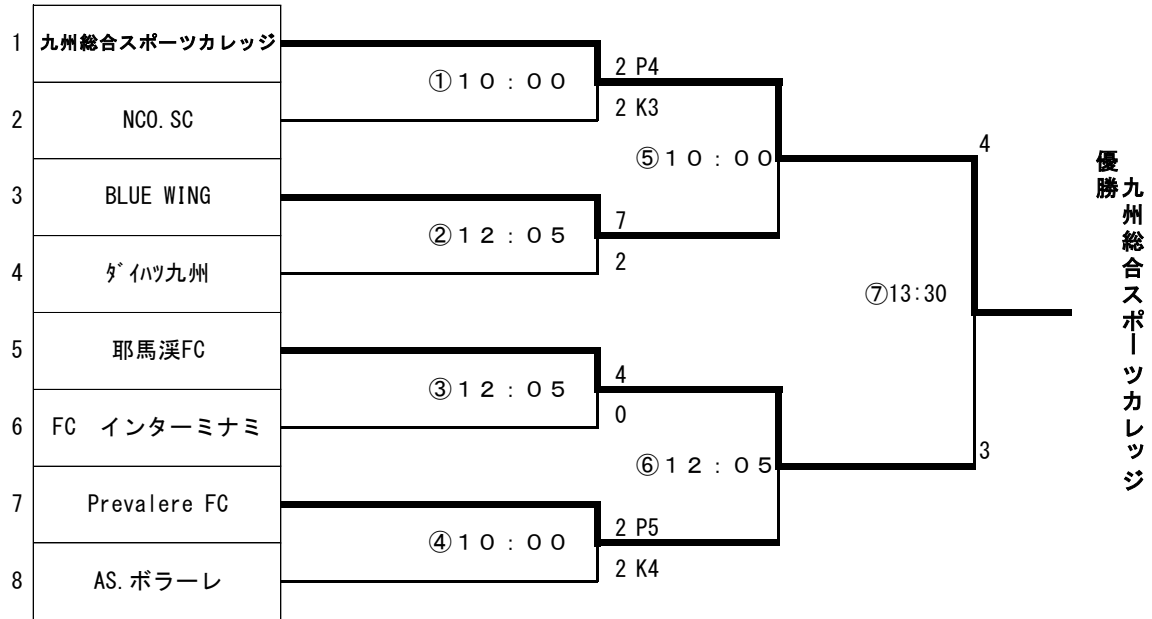 1 九州総合スポーツカレッジ
①10:00
2 P4
2 K3
2 NCO.SC
⑤10:00
4
3 BLUE WING
②12:05
7
2
4 ﾀﾞｲﾊﾂ九州
⑦13:30
優勝
九州総合スポーツカレッジ
5 耶馬渓FC
③12:05
4
0
6 FC　インターミナミ
⑥12:05
3
7 Prevalere FC
④10:00
2 P5
2 K4
8 AS.ボラーレ